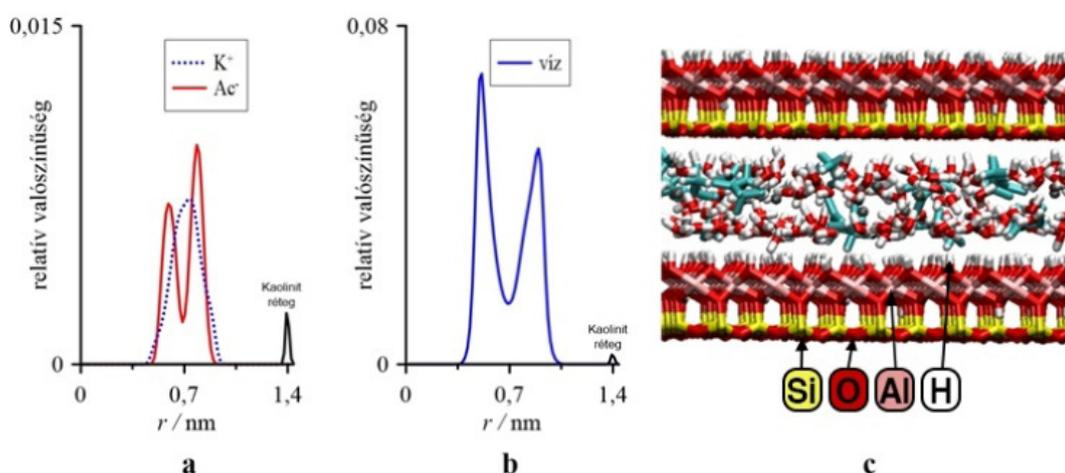 0,015
relatív valószínűség
K⁺
Ac⁻
Kaolinit
réteg
0
0
0,7
1,4
r / nm
a
0,08
relatív valószínűség
víz
Kaolinit
réteg
0
0
0,7
1,4
r / nm
b
Si O Al H
c